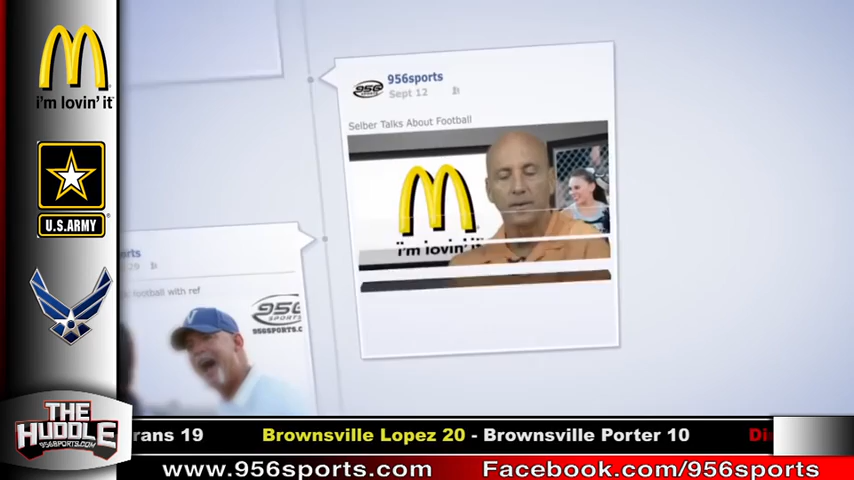 i'm lovin' it
U.S. ARMY
956sports
Sept 12
Selber Talks About Football
i'm lovin'
football with ref
956
SPORTS
956SPORTS.C
THE
HUDDLE
956SPORTS.COM
rans 19 Brownsville Lopez 20 - Brownsville Porter 10
www.956sports.com Facebook.com/956sports